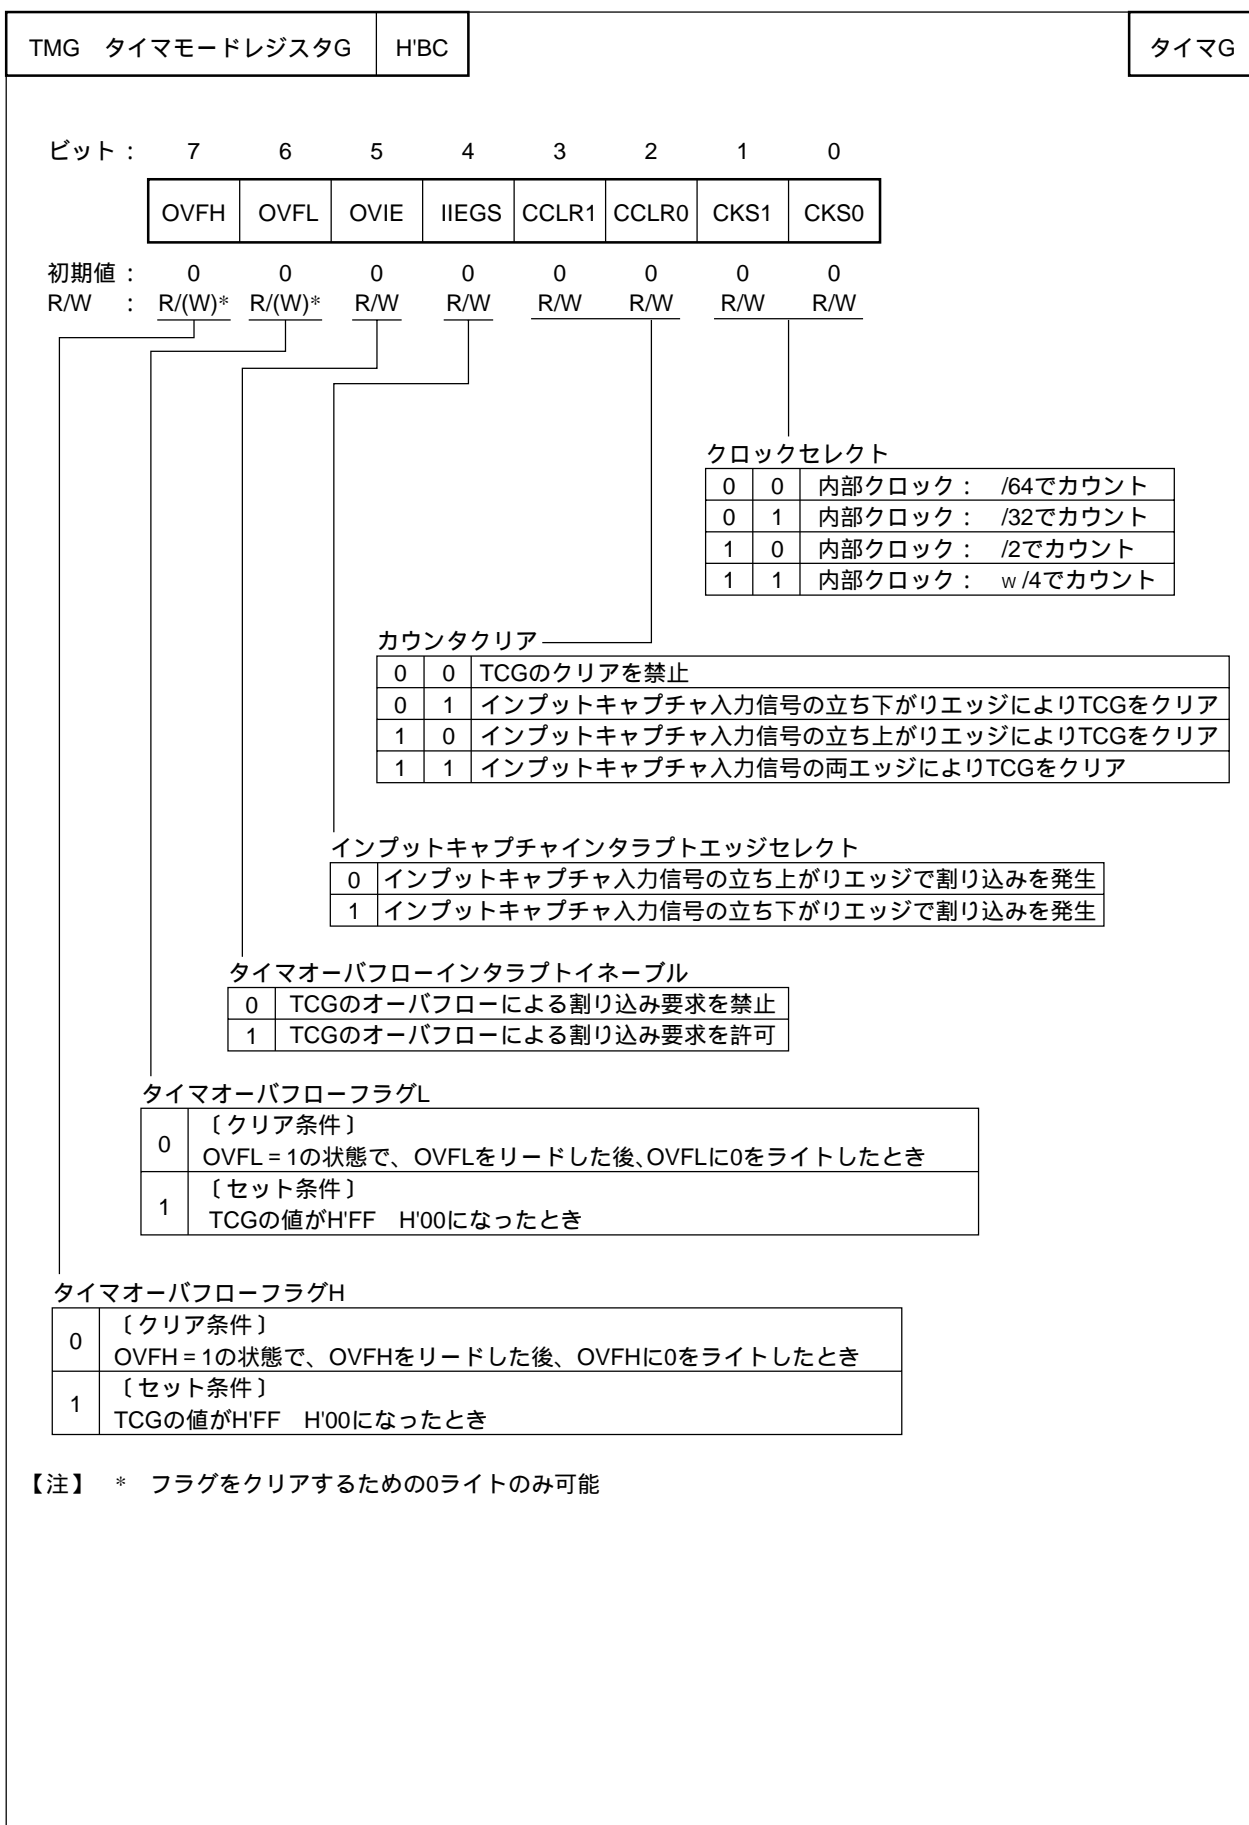 TMG タイマモードレジスタG H'BC タイマG
ビット: 7 6 5 4 3 2 1 0
OVFH OVFL OVIE IIEGS CCLR1 CCLR0 CKS1 CKS0
初期値: 0 0 0 0 0 0 0 0
R/W : R/(W)* R/(W)* R/W R/W R/W R/W R/W R/W
クロックセレクト
0 0 内部クロック: /64でカウント
0 1 内部クロック: /32でカウント
1 0 内部クロック: /2でカウント
1 1 内部クロック: w /4でカウント
カウンタクリア
0 0 TCGのクリアを禁止
0 1 インプットキャプチャ入力信号の立ち下がりエッジによりTCGをクリア
1 0 インプットキャプチャ入力信号の立ち上がりエッジによりTCGをクリア
1 1 インプットキャプチャ入力信号の両エッジによりTCGをクリア
インプットキャプチャインタラプトエッジセレクト
0 インプットキャプチャ入力信号の立ち上がりエッジで割り込みを発生
1 インプットキャプチャ入力信号の立ち下がりエッジで割り込みを発生
タイマオーバフローインタラプトイネーブル
0 TCGのオーバフローによる割り込み要求を禁止
1 TCGのオーバフローによる割り込み要求を許可
タイマオーバフローフラグL
〔クリア条件〕
0 OVFL=1の状態で、OVFLをリードした後、OVFLに0をライトしたとき
〔セット条件〕
1 TCGの値がH'FF H'00になったとき
タイマオーバフローフラグH
〔クリア条件〕
0 OVFH=1の状態で、OVFHをリードした後、OVFHに0をライトしたとき
〔セット条件〕
1 TCGの値がH'FF H'00になったとき
【注】 * フラグをクリアするための0ライトのみ可能